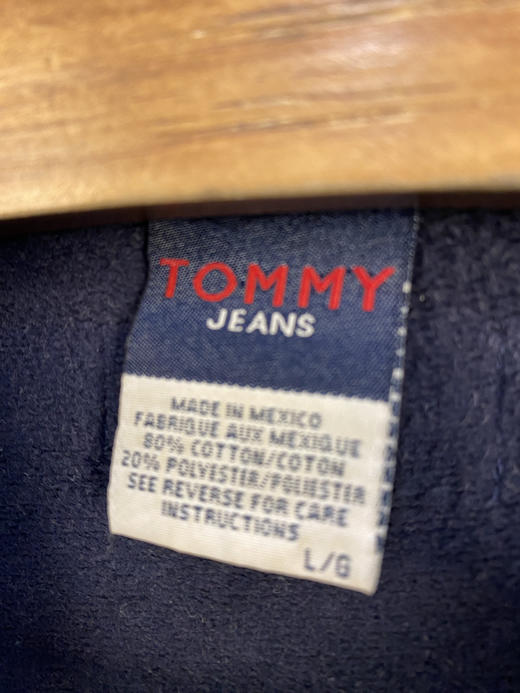 TOMMY
JEANS
MADE IN MEXICO
FABRIQUE AUX MEXIQUE
80% COTTON/COTON
20% POLYESTER/POLIESTER
SEE REVERSE FOR CARE
INSTRUCTIONS
L/G